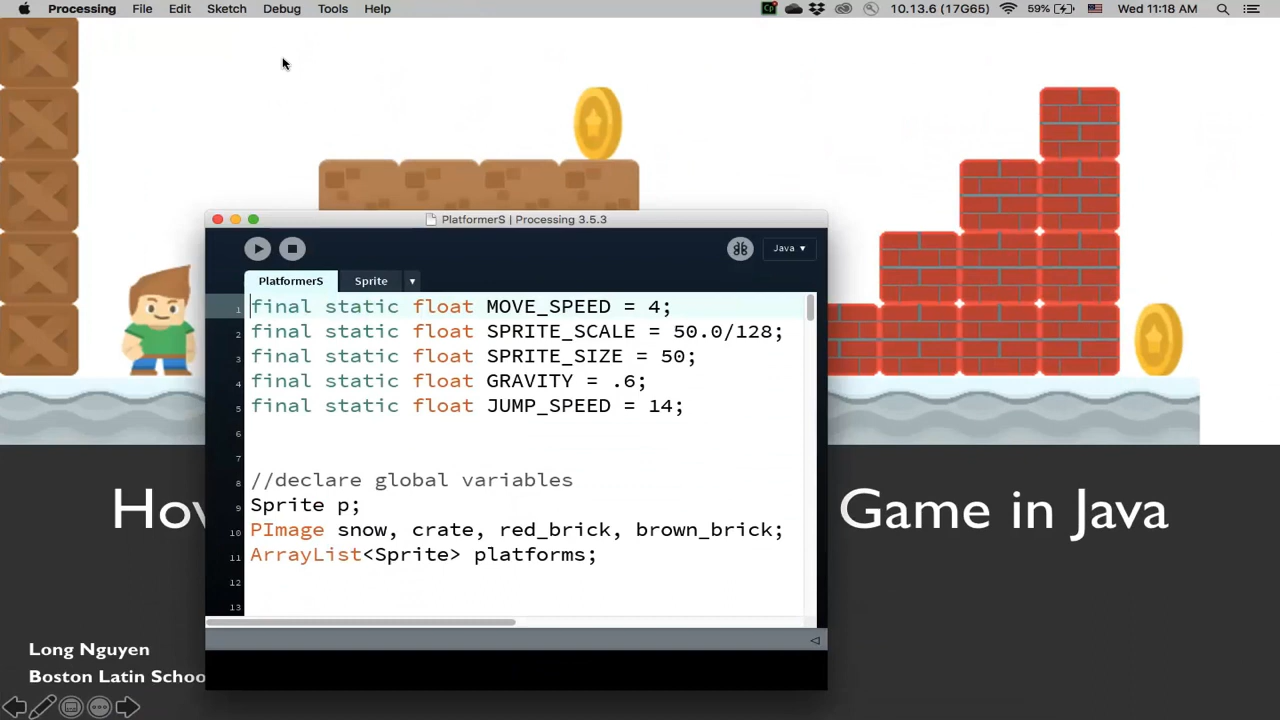 Processing File Edit Sketch Debug Tools Help 10.13.6 (17G65) 59% Wed 11:18 AM
PlatformerS | Processing 3.5.3
Java ▾
PlatformerS Sprite ▾
1 final static float MOVE_SPEED = 4;
2 final static float SPRITE_SCALE = 50.0/128;
3 final static float SPRITE_SIZE = 50;
4 final static float GRAVITY = .6;
5 final static float JUMP_SPEED = 14;
6
7
8 //declare global variables
9 Sprite p;
10 PImage snow, crate, red_brick, brown_brick;
11 ArrayList<Sprite> platforms;
12
13
Hov Game in Java
Long Nguyen
Boston Latin Schoo